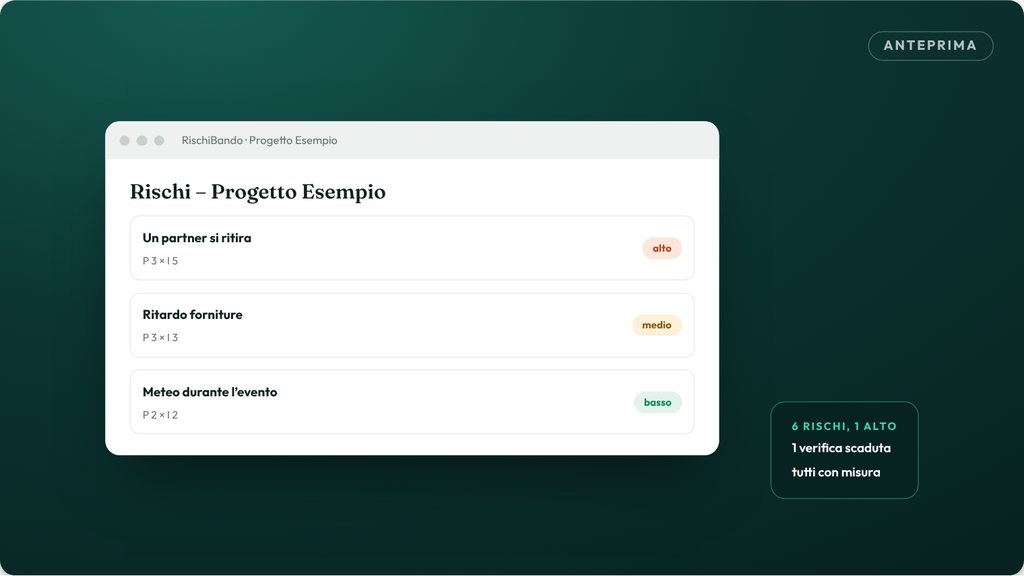 ANTEPRIMA
RischiBando · Progetto Esempio
Rischi – Progetto Esempio
Un partner si ritira
P 3 × I 5
alto
Ritardo forniture
P 3 × I 3
medio
Meteo durante l’evento
P 2 × I 2
basso
6 RISCHI, 1 ALTO
1 verifica scaduta
tutti con misura